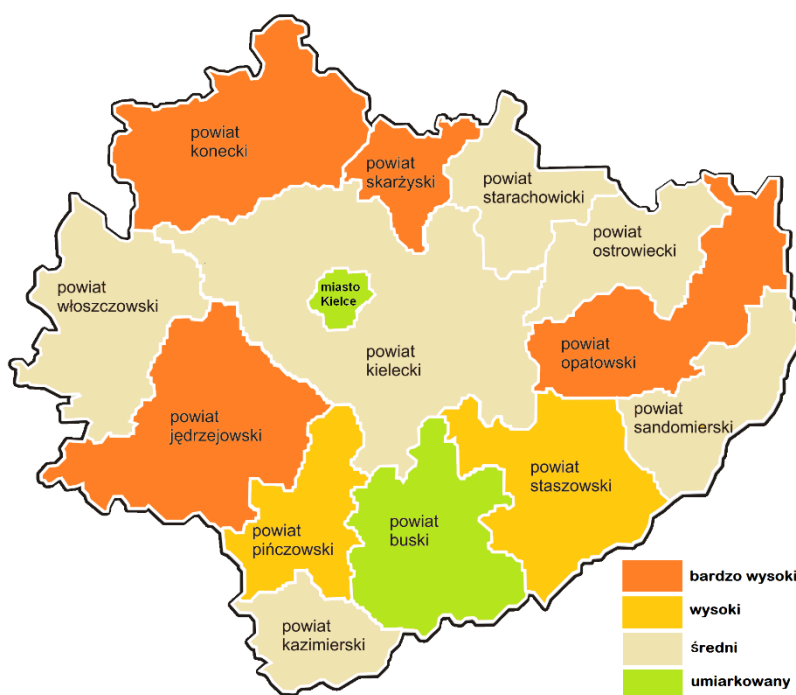 powiat
konecki
powiat
skarżyski
powiat
starachowicki
powiat
ostrowiecki
powiat
włoszczowski
miasto
Kielce
powiat
kielecki
powiat
opatowski
powiat
jędrzejowski
powiat
sandomierski
powiat
staszowski
powiat
pińczowski
powiat
buski
powiat
kazimierski
bardzo wysoki
wysoki
średni
umiarkowany